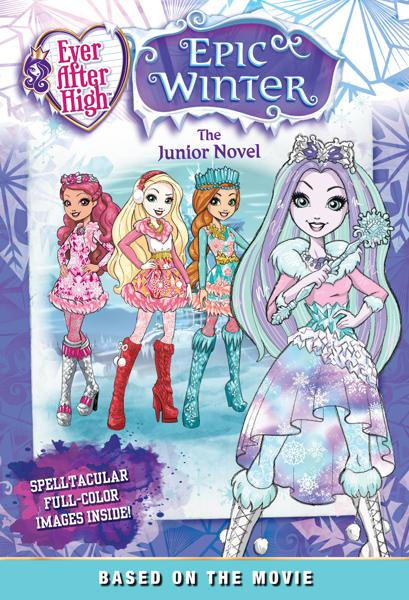 Ever
After
High
EPIC
WINTER
The
Junior Novel
SPELLTACULAR
FULL-COLOR
IMAGES INSIDE!
BASED ON THE MOVIE